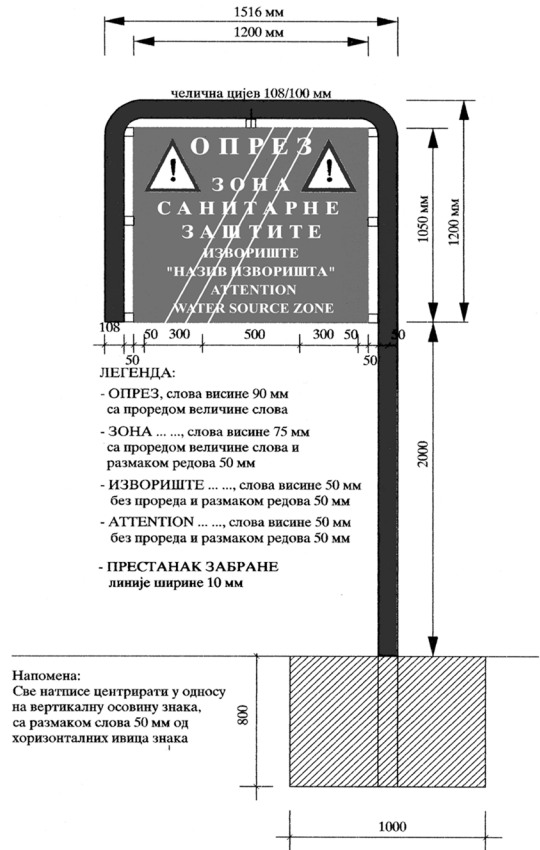 1516 мм
1200 мм
челична цијев 108/100 мм
ОПРЕЗ
ЗОНА
САНИТАРНЕ
ЗАШТИТЕ
ИЗВОРИШТЕ
"НАЗИВ ИЗВОРИШТА"
ATTENTION
WATER SOURCE ZONE
1050 мм
1200 мм
108
50
300
500
300
50
50
50
50
ЛЕГЕНДА:
- ОПРЕЗ, слова висине 90 мм
са проредом величине слова
- ЗОНА ... ..., слова висине 75 мм
са проредом величине слова и
размаком редова 50 мм
- ИЗВОРИШТЕ ... ..., слова висине 50 мм
без прореда и размаком редова 50 мм
- ATTENTION ... ..., слова висине 50 мм
без прореда и размаком редова 50 мм
- ПРЕСТАНАК ЗАБРАНЕ
линије ширине 10 мм
2000
Напомена:
Све натписе центрирати у односу
на вертикалну осовину знака,
са размаком слова 50 мм од
хоризонталних ивица знака
800
1000